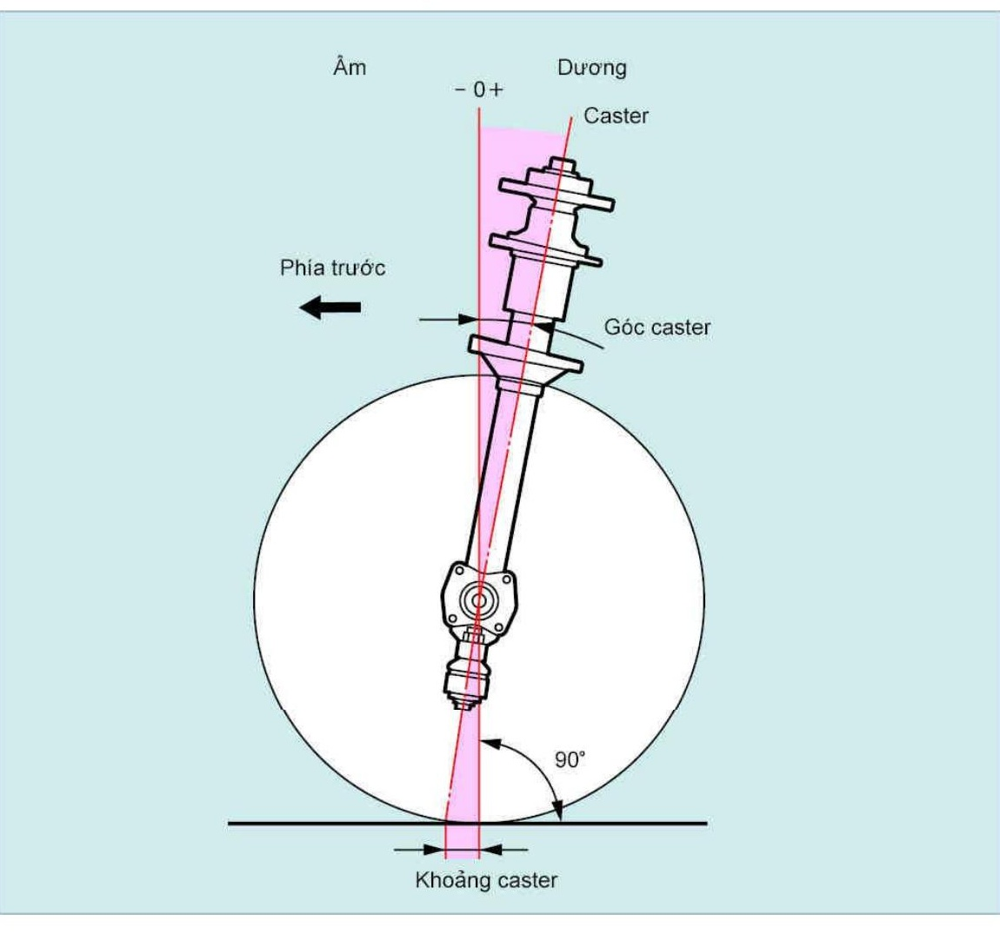 Âm
Dương
- 0 +
Caster
Phía trước
Góc caster
90°
Khoảng caster